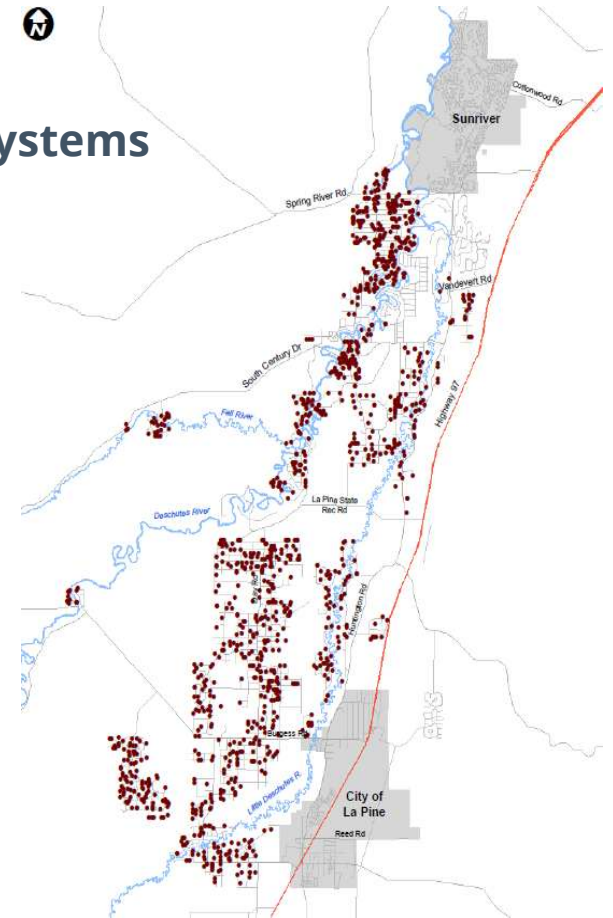 N
ystems
Sunriver
Cottonwood Rd
Spring River Rd
Vandevert Rd
South Century Dr
Highway 97
Fall River
La Pine State
Rec Rd
Deschutes River
Huntington Rd
Burgess Rd
Little Deschutes R.
City of
La Pine
Reed Rd